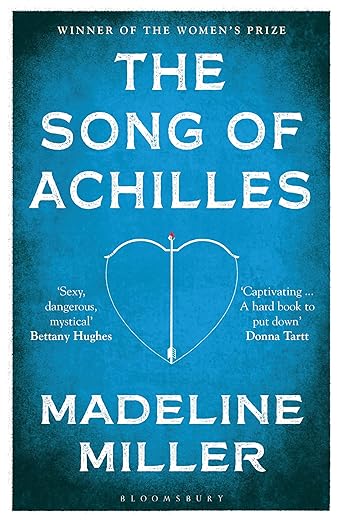 WINNER OF THE WOMEN'S PRIZE
THE
SONG OF
ACHILLES
‘Sexy,
dangerous,
mystical’
Bettany Hughes
‘Captivating ...
A hard book to
put down’
Donna Tartt
MADELINE
MILLER
BLOOMSBURY